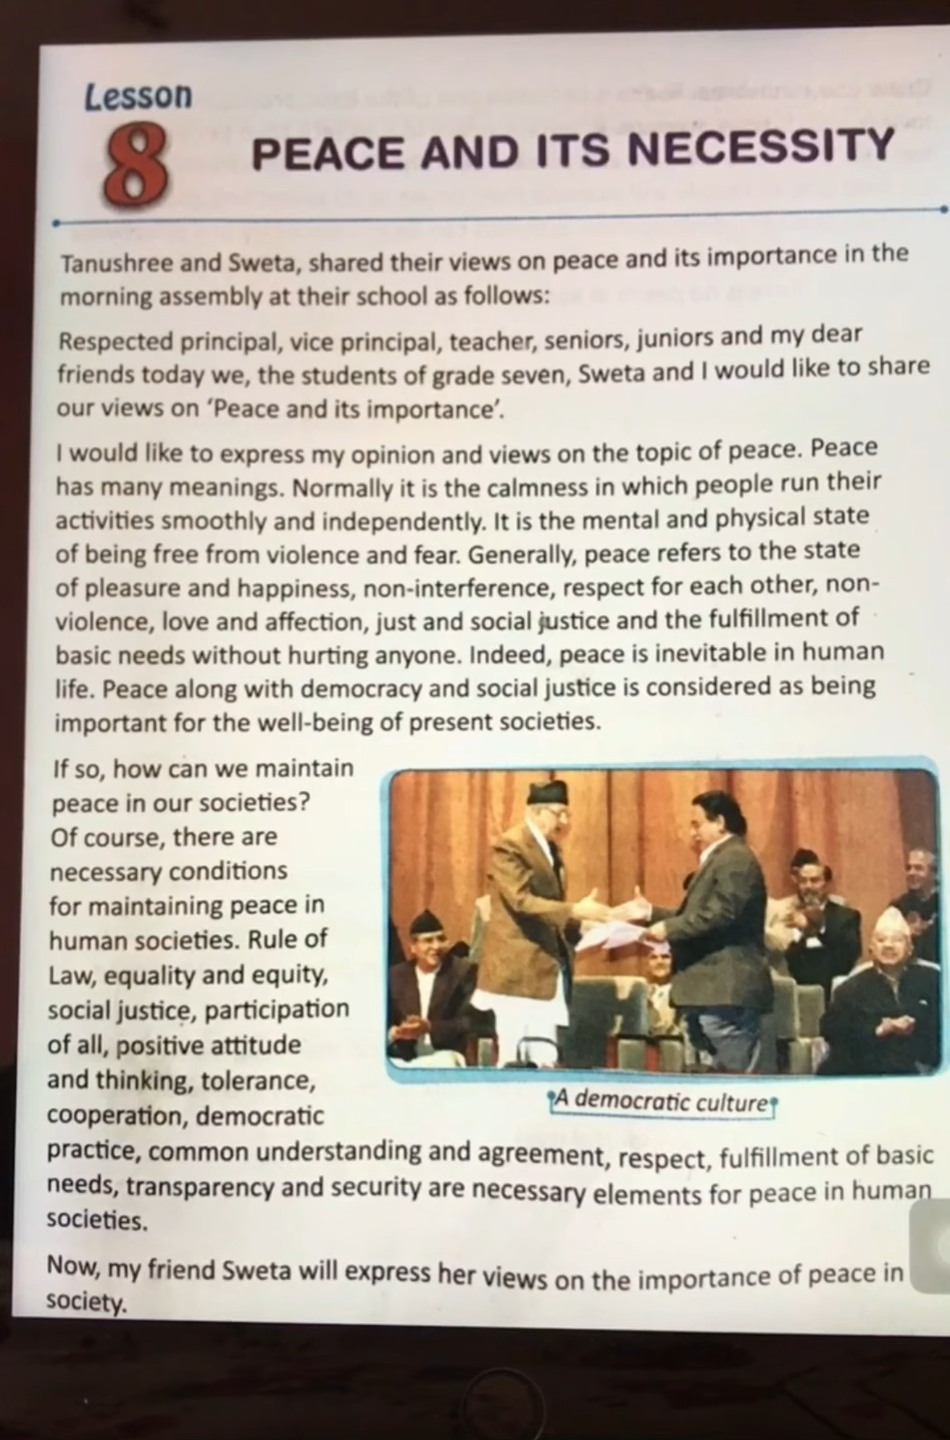 Lesson
8
PEACE AND ITS NECESSITY
Tanushree and Sweta, shared their views on peace and its importance in the
morning assembly at their school as follows:
Respected principal, vice principal, teacher, seniors, juniors and my dear
friends today we, the students of grade seven, Sweta and I would like to share
our views on ‘Peace and its importance’.
I would like to express my opinion and views on the topic of peace. Peace
has many meanings. Normally it is the calmness in which people run their
activities smoothly and independently. It is the mental and physical state
of being free from violence and fear. Generally, peace refers to the state
of pleasure and happiness, non-interference, respect for each other, non-
violence, love and affection, just and social justice and the fulfillment of
basic needs without hurting anyone. Indeed, peace is inevitable in human
life. Peace along with democracy and social justice is considered as being
important for the well-being of present societies.
If so, how can we maintain
peace in our societies?
Of course, there are
necessary conditions
for maintaining peace in
human societies. Rule of
Law, equality and equity,
social justice, participation
of all, positive attitude
and thinking, tolerance,
cooperation, democratic
practice, common understanding and agreement, respect, fulfillment of basic
needs, transparency and security are necessary elements for peace in human
societies.
A democratic culture
Now, my friend Sweta will express her views on the importance of peace in
society.